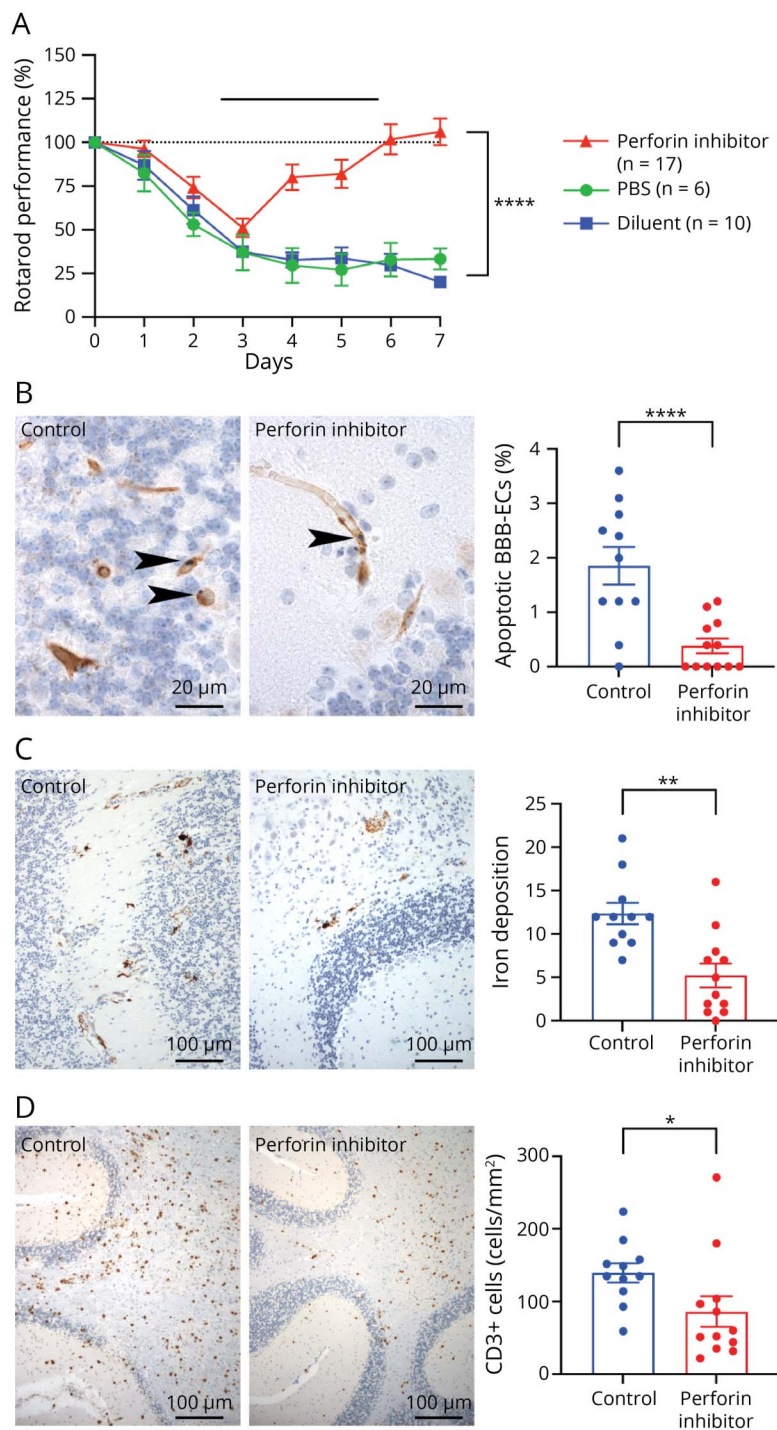 A
150
125
100
75
50
25
0
Rotarod performance (%)
0 1 2 3 4 5 6 7
Days
****
Perforin inhibitor
(n = 17)
PBS (n = 6)
Diluent (n = 10)
B
Control
20 µm
Perforin inhibitor
20 µm
****
4
3
2
1
0
Apoptotic BBB-ECs (%)
Control
Perforin
inhibitor
C
Control
100 µm
Perforin inhibitor
100 µm
**
25
20
15
10
5
0
Iron deposition
Control
Perforin
inhibitor
D
Control
100 µm
Perforin inhibitor
100 µm
*
300
200
100
0
CD3+ cells (cells/mm²)
Control
Perforin
inhibitor